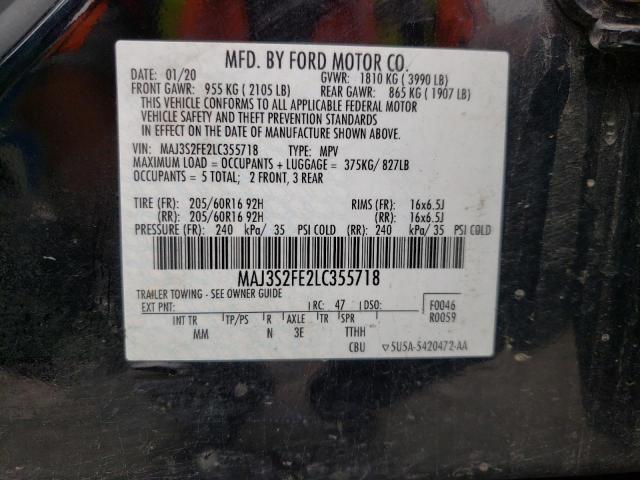 MFD. BY FORD MOTOR CO.
DATE: 01/20 GVWR: 1810 KG ( 3990 LB)
FRONT GAWR: 955 KG ( 2105 LB) REAR GAWR: 865 KG ( 1907 LB)
THIS VEHICLE CONFORMS TO ALL APPLICABLE FEDERAL MOTOR
VEHICLE SAFETY AND THEFT PREVENTION STANDARDS
IN EFFECT ON THE DATE OF MANUFACTURE SHOWN ABOVE.
VIN: MAJ3S2FE2LC355718 TYPE: MPV
MAXIMUM LOAD = OCCUPANTS + LUGGAGE = 375KG/ 827LB
OCCUPANTS = 5 TOTAL; 2 FRONT, 3 REAR
TIRE (FR): 205/60R16 92H RIMS (FR): 16x6.5J
(RR): 205/60R16 92H (RR): 16x6.5J
PRESSURE (FR): 240 kPa/ 35 PSI COLD (RR): 240 kPa/ 35 PSI COLD
MAJ3S2FE2LC355718
TRAILER TOWING - SEE OWNER GUIDE
EXT PNT: RC: 47 DSO: F0046
R0059
INT TR TP/PS R AXLE TR SPR
MM N 3E TTHH
CBU 5U5A-5420472-AA